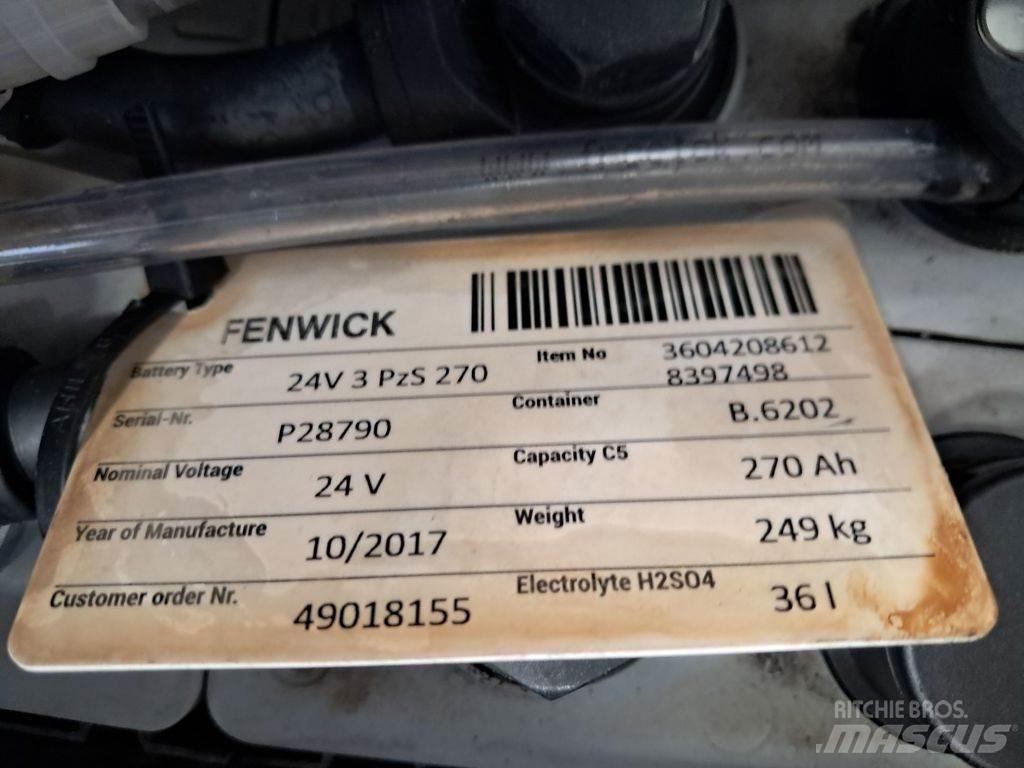 FENWICK
Battery Type 24V 3 PzS 270 Item No 3604208612
8397498
Serial-Nr. P28790 Container B.6202
Nominal Voltage 24 V Capacity C5 270 Ah
Year of Manufacture 10/2017 Weight 249 kg
Customer order Nr. 49018155 Electrolyte H2SO4 36 l
RITCHIE BROS.
MASCUS